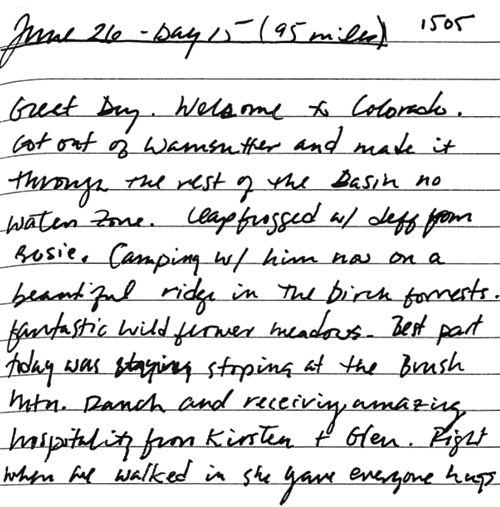 June 26 - Day 15 (95 miles) 1505
Great Day. Welcome to Colorado.
Got out of Wamsutter and made it
through the rest of the Basin no
water zone. Leapfrogged w/ Jeff from
Bosie. Camping w/ him now on a
beautiful ridge in the birch forrests.
fantastic wild flower meadows. Best part
today was staying stoping at the Brush
Mtn. Ranch and receiving amazing
hospitality from Kirsten + Glen. Right
when we walked in she gave everyone hugs